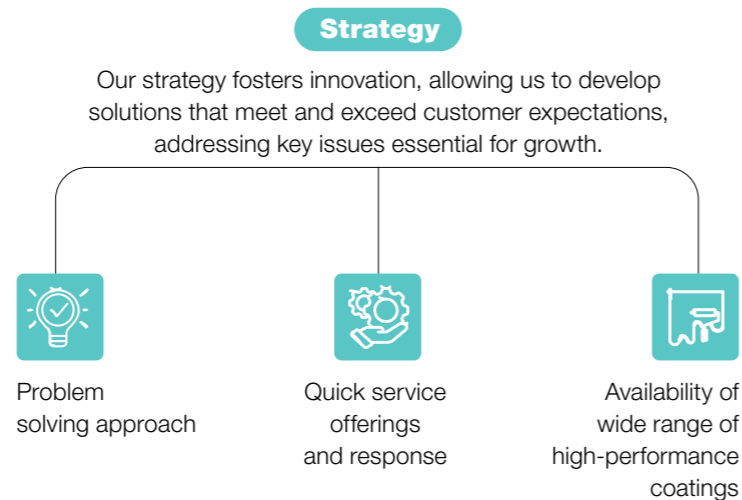 Strategy
Our strategy fosters innovation, allowing us to develop
solutions that meet and exceed customer expectations,
addressing key issues essential for growth.
Problem
solving approach
Quick service
offerings
and response
Availability of
wide range of
high-performance
coatings